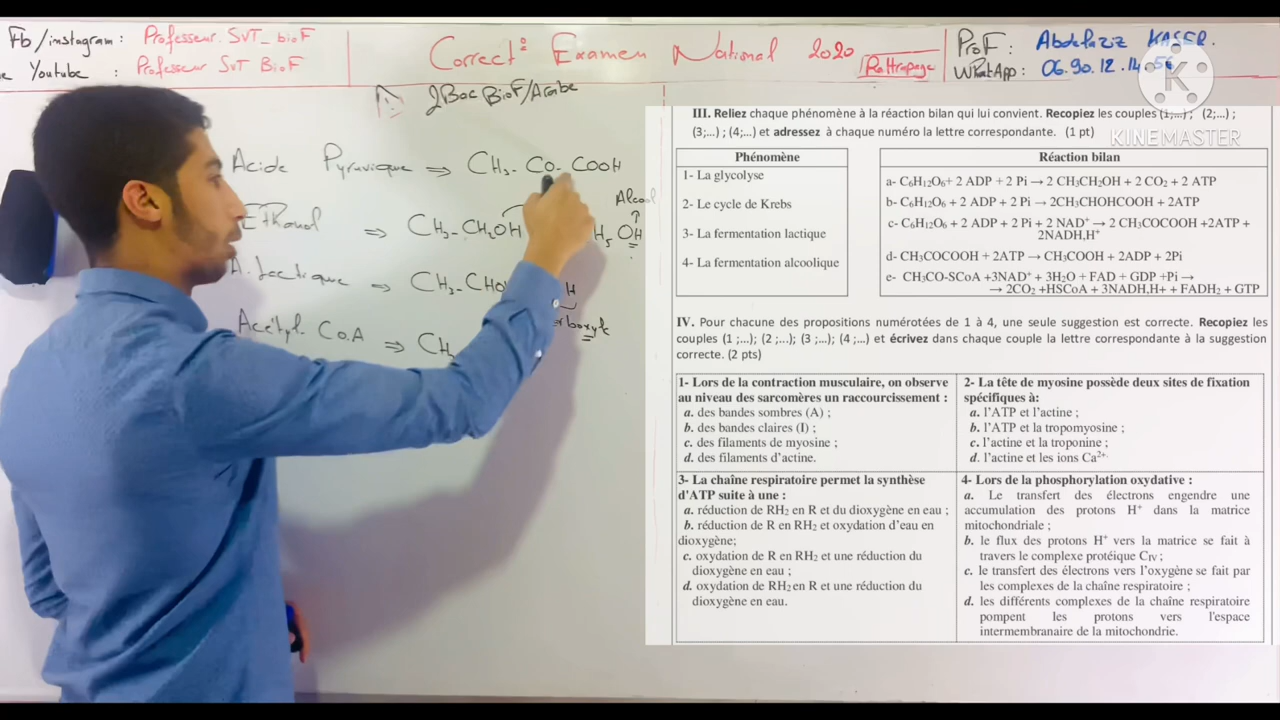 Fb/instagram: Professeur. SVT_bioF
Youtube : Professeur SVT BioF
Correct° Examen National 2020
Rattrapage
2Bac BioF/Arabe
Prof: Abdelaziz
WhatApp: 06.90.12.14.
KINEMASTER
Acide Pyruvique ⇒ CH3 - CO - COOH
Alcool
⇒ CH3 - CH2OH
H5 OH
A. Lactique ⇒ CH3 - CHO
Acétyl CoA ⇒ CH3
III. Reliez chaque phénomène à la réaction bilan qui lui convient. Recopiez les couples (1;...) ; (2;...) ;
(3;...) ; (4;...) et adressez à chaque numéro la lettre correspondante. (1 pt)
Phénomène
1- La glycolyse
2- Le cycle de Krebs
3- La fermentation lactique
4- La fermentation alcoolique
Réaction bilan
a- C6H12O6+ 2 ADP + 2 Pi → 2 CH3CH2OH + 2 CO2 + 2 ATP
b- C6H12O6 + 2 ADP + 2 Pi → 2CH3CHOHCOOH + 2ATP
c- C6H12O6 + 2 ADP + 2 Pi + 2 NAD+ → 2 CH3COCOOH +2ATP +
2NADH,H+
d- CH3COCOOH + 2ATP → CH3COOH + 2ADP + 2Pi
e- CH3CO-SCoA +3NAD+ + 3H2O + FAD + GDP +Pi →
→ 2CO2 +HSCoA + 3NADH,H+ + FADH2 + GTP
IV. Pour chacune des propositions numérotées de 1 à 4, une seule suggestion est correcte. Recopiez les
couples (1 ;...); (2 ;...); (3 ;...); (4 ;...) et écrivez dans chaque couple la lettre correspondante à la suggestion
correcte. (2 pts)
1- Lors de la contraction musculaire, on observe
au niveau des sarcomères un raccourcissement :
a. des bandes sombres (A) ;
b. des bandes claires (I) ;
c. des filaments de myosine ;
d. des filaments d'actine.
2- La tête de myosine possède deux sites de fixation
spécifiques à:
a. l'ATP et l'actine ;
b. l'ATP et la tropomyosine ;
c. l'actine et la troponine ;
d. l'actine et les ions Ca2+.
3- La chaîne respiratoire permet la synthèse
d'ATP suite à une :
a. réduction de RH2 en R et du dioxygène en eau ;
b. réduction de R en RH2 et oxydation d'eau en
dioxygène;
c. oxydation de R en RH2 et une réduction du
dioxygène en eau ;
d. oxydation de RH2 en R et une réduction du
dioxygène en eau.
4- Lors de la phosphorylation oxydative :
a. Le transfert des électrons engendre une
accumulation des protons H+ dans la matrice
mitochondriale ;
b. le flux des protons H+ vers la matrice se fait à
travers le complexe protéique CIV ;
c. le transfert des électrons vers l'oxygène se fait par
les complexes de la chaîne respiratoire ;
d. les différents complexes de la chaîne respiratoire
pompent les protons vers l'espace
intermembranaire de la mitochondrie.